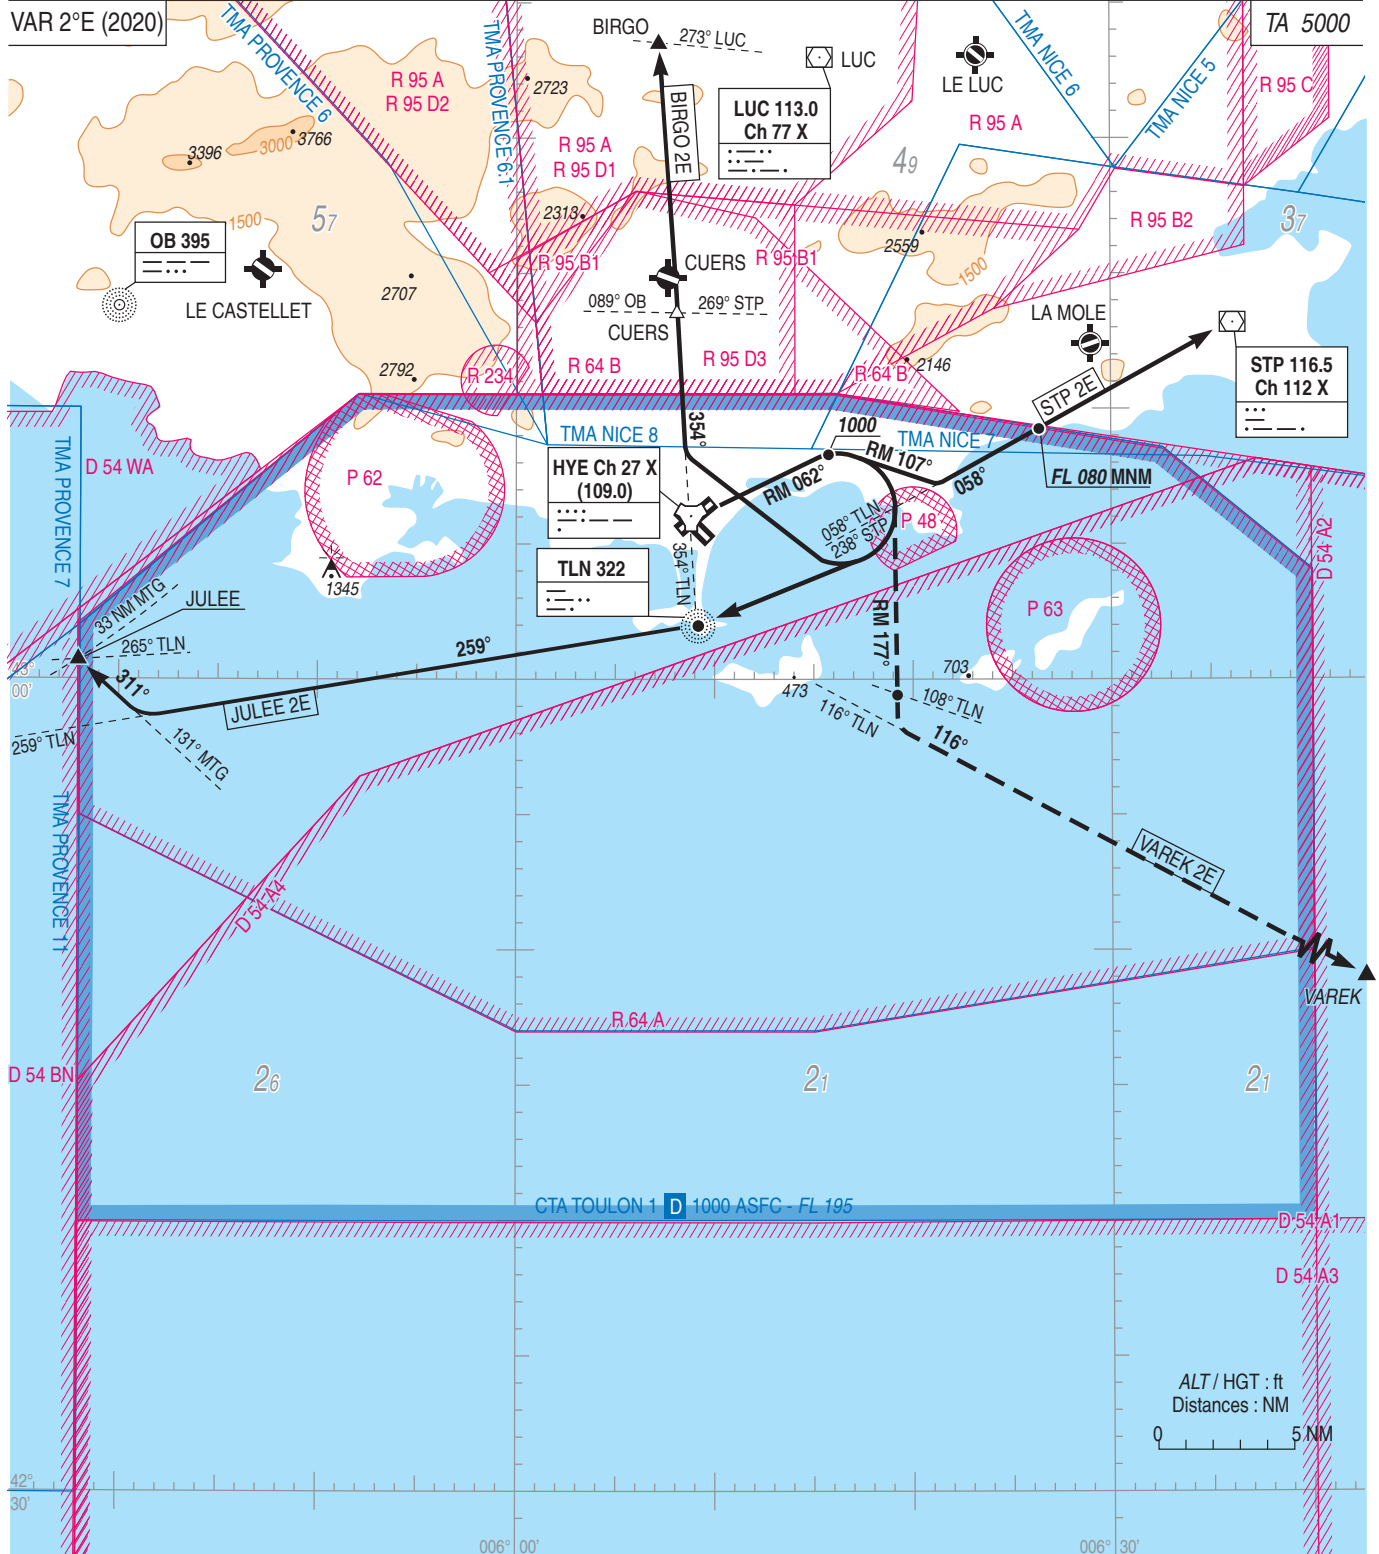 VAR 2°E (2020)
TA 5000
BIRGO
273° LUC
LUC
LE LUC
TMA NICE 6
TMA NICE 5
R 95 C
TMA PROVENCE 6
TMA PROVENCE 6.1
R 95 A
R 95 D2
2723
LUC 113.0
Ch 77 X
BIRGO 2E
R 95 A
3396
3000
3766
R 95 A
R 95 D1
49
1500
57
2313
2559
R 95 B2
37
OB 395
R 95 B1
CUERS
R 95 B1
1500
LE CASTELLET
2707
089° OB
269° STP
CUERS
LA MOLE
2792
R 234
R 64 B
R 95 D3
R 64 B
2146
STP 116.5
Ch 112 X
STP 2E
TMA PROVENCE 7
D 54 WA
354°
TMA NICE 8
1000
TMA NICE 7
P 62
HYE Ch 27 X
(109.0)
RM 062°
RM 107°
058°
FL 080 MNM
058° TLN
238° STP
P 48
D 54 A2
TLN 322
354° TLN
1345
33 NM MTG
JULEE
RM 177°
P 63
265° TLN
259°
43°
00'
311°
JULEE 2E
473
703
108° TLN
116° TLN
116°
259° TLN
131° MTG
TMA PROVENCE 11
VAREK 2E
D 54 A4
VAREK
R 64 A
D 54 BN
26
21
21
CTA TOULON 1 D 1000 ASFC - FL 195
D 54 A1
D 54 A3
ALT / HGT : ft
Distances : NM
0
5 NM
42°
30'
006° 00'
006° 30'